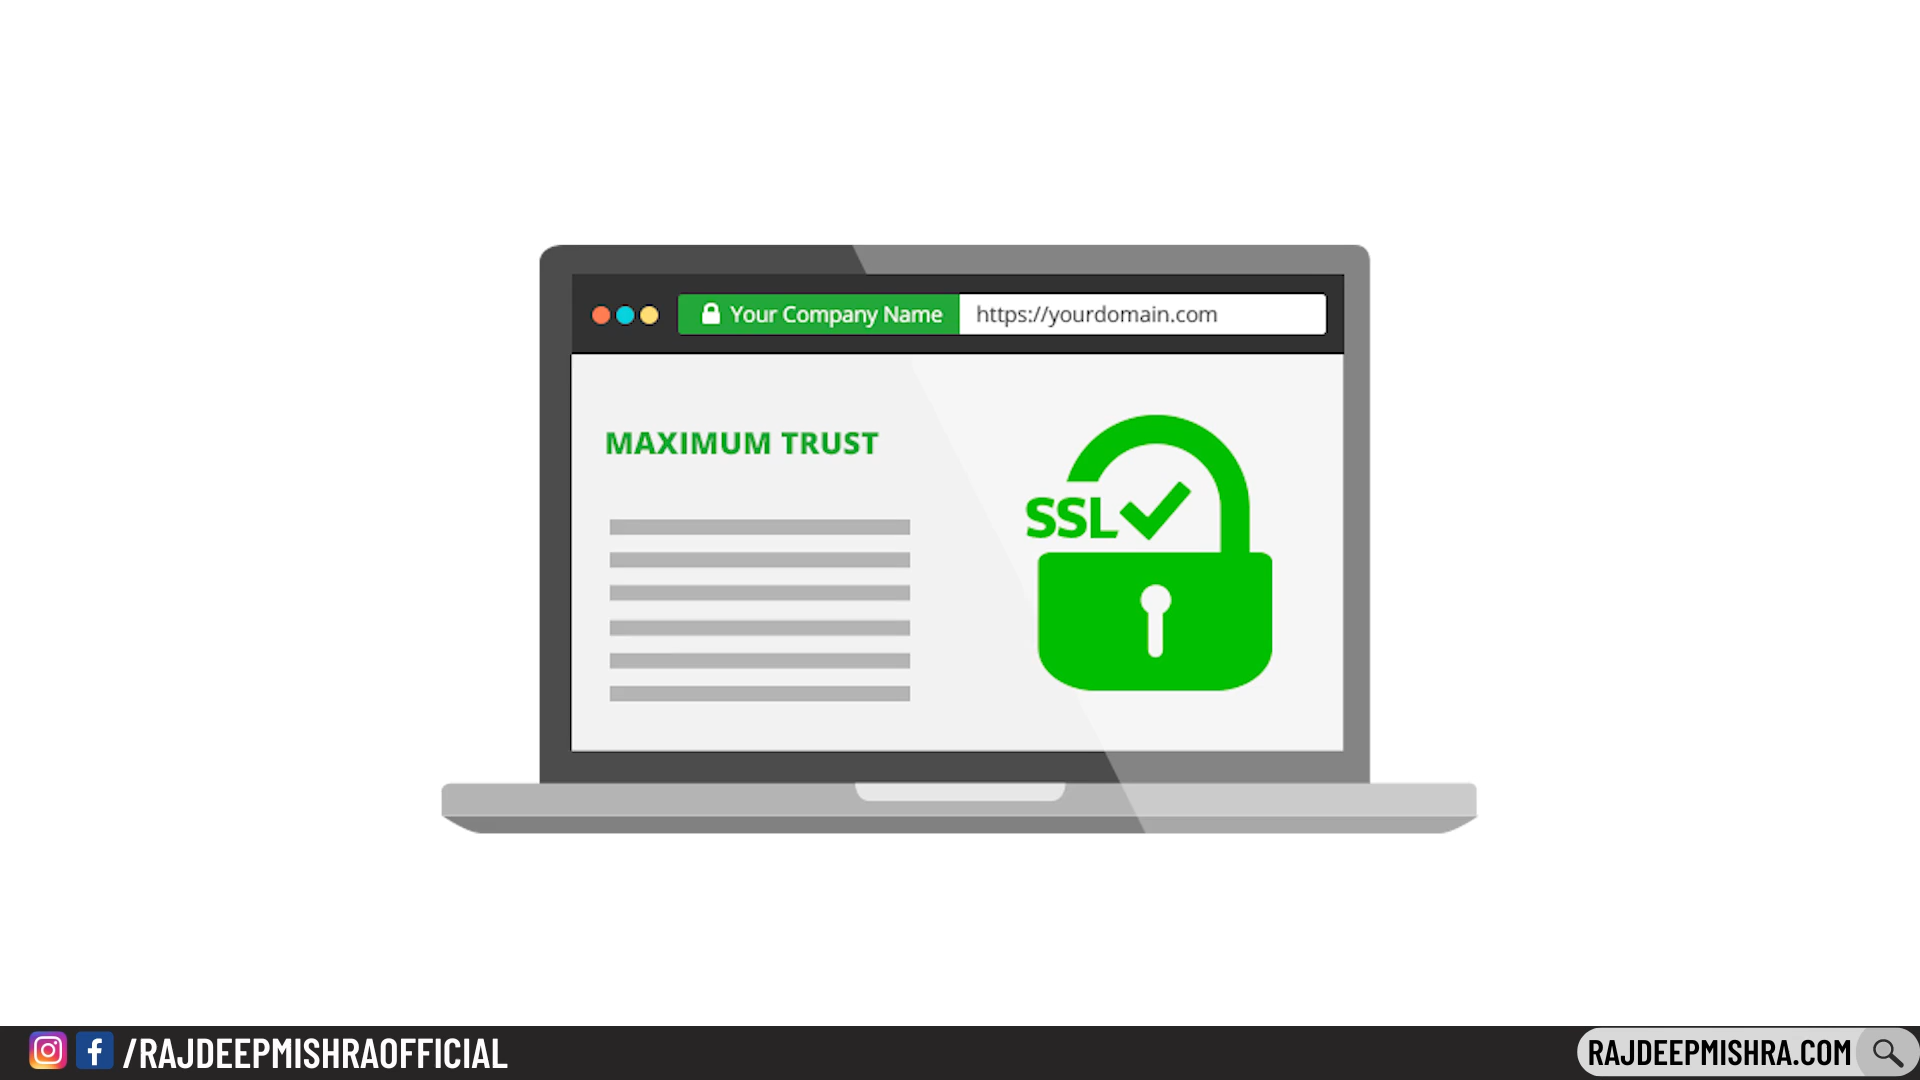 Your Company Name https://yourdomain.com
MAXIMUM TRUST
SSL
/RAJDEEPMISHRAOFFICIAL
RAJDEEPMISHRA.COM